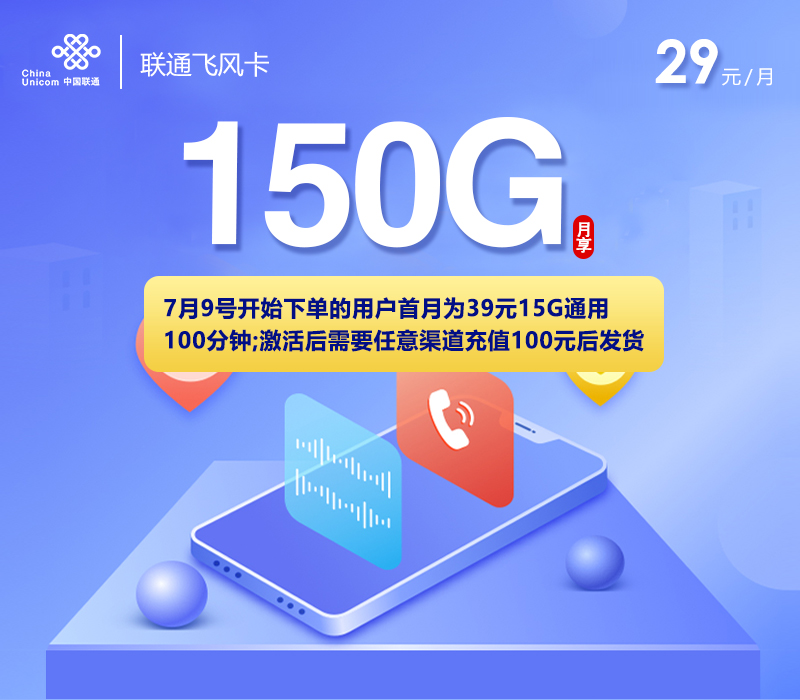 China
Unicom 中国联通
联通飞风卡
29元/月
150G
月享
7月9号开始下单的用户首月为39元15G通用
100分钟;激活后需要任意渠道充值100元后发货